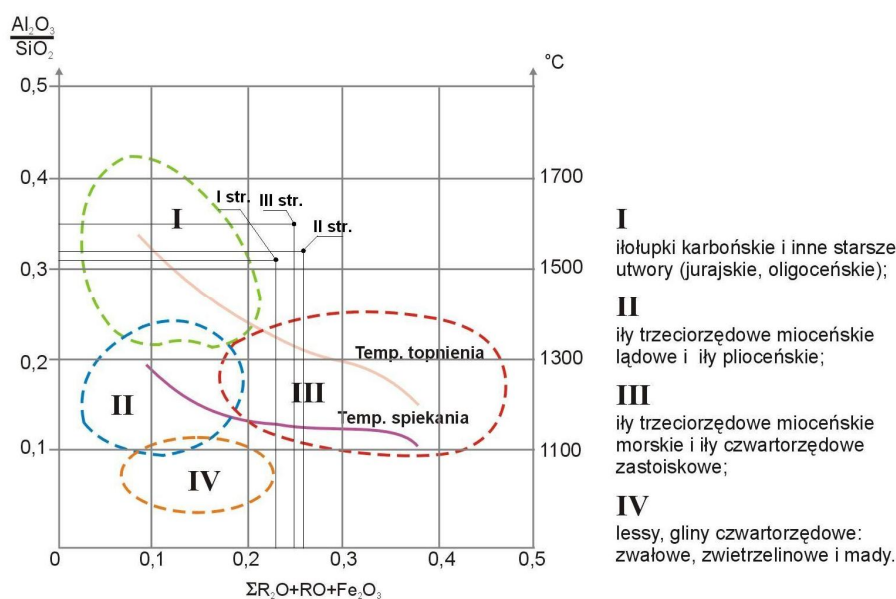 Al₂O₃
SiO₂
°C
0,5
0,4
1700
I
I str.
III str.
II str.
0,3
1500
0,2
Temp. topnienia
1300
II
III
Temp. spiekania
0,1
1100
IV
0
0,1
0,2
0,3
0,4
0,5
ΣR₂O+RO+Fe₂O₃
I
iłołupki karbońskie i inne starsze
utwory (jurajskie, oligoceńskie);
II
iły trzeciorzędowe mioceńskie
lądowe i iły plioceńskie;
III
iły trzeciorzędowe mioceńskie
morskie i iły czwartorzędowe
zastoiskowe;
IV
lessy, gliny czwartorzędowe:
zwałowe, zwietrzelinowe i mady.